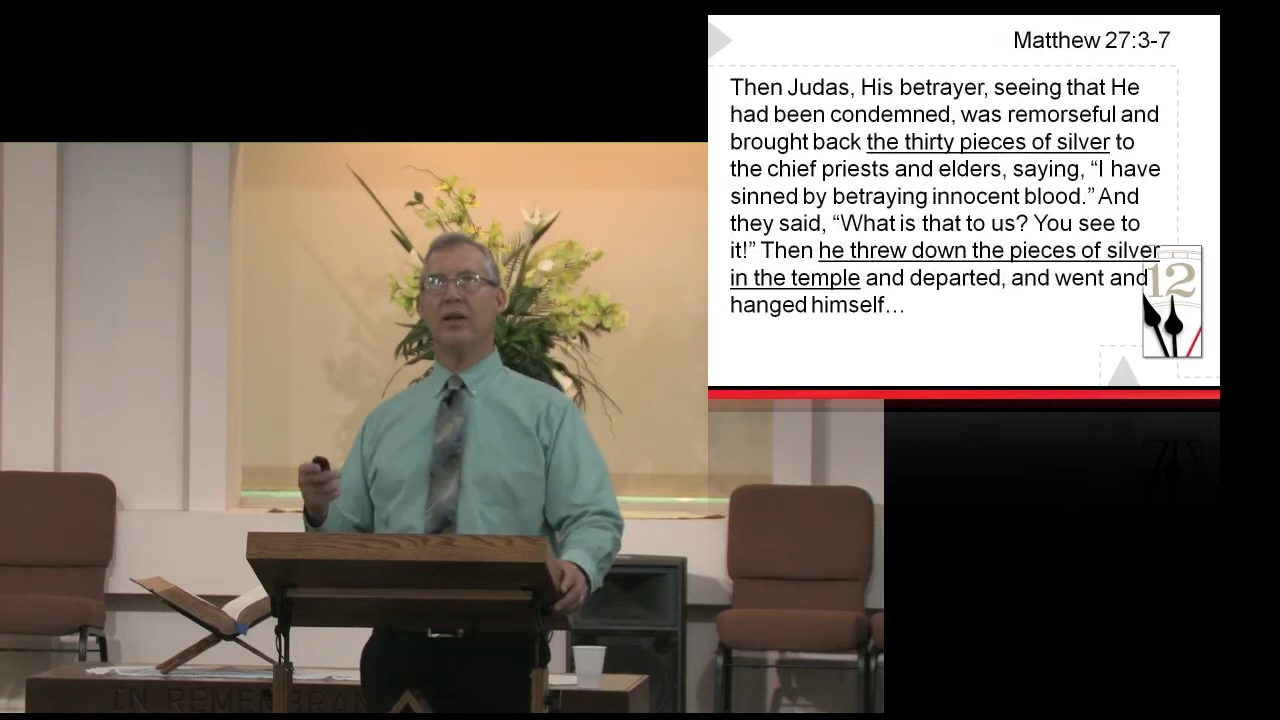 Matthew 27:3-7
Then Judas, His betrayer, seeing that He
had been condemned, was remorseful and
brought back the thirty pieces of silver to
the chief priests and elders, saying, “I have
sinned by betraying innocent blood.” And
they said, “What is that to us? You see to
it!” Then he threw down the pieces of silver
in the temple and departed, and went and
hanged himself…
12
IN REMEMBRAN